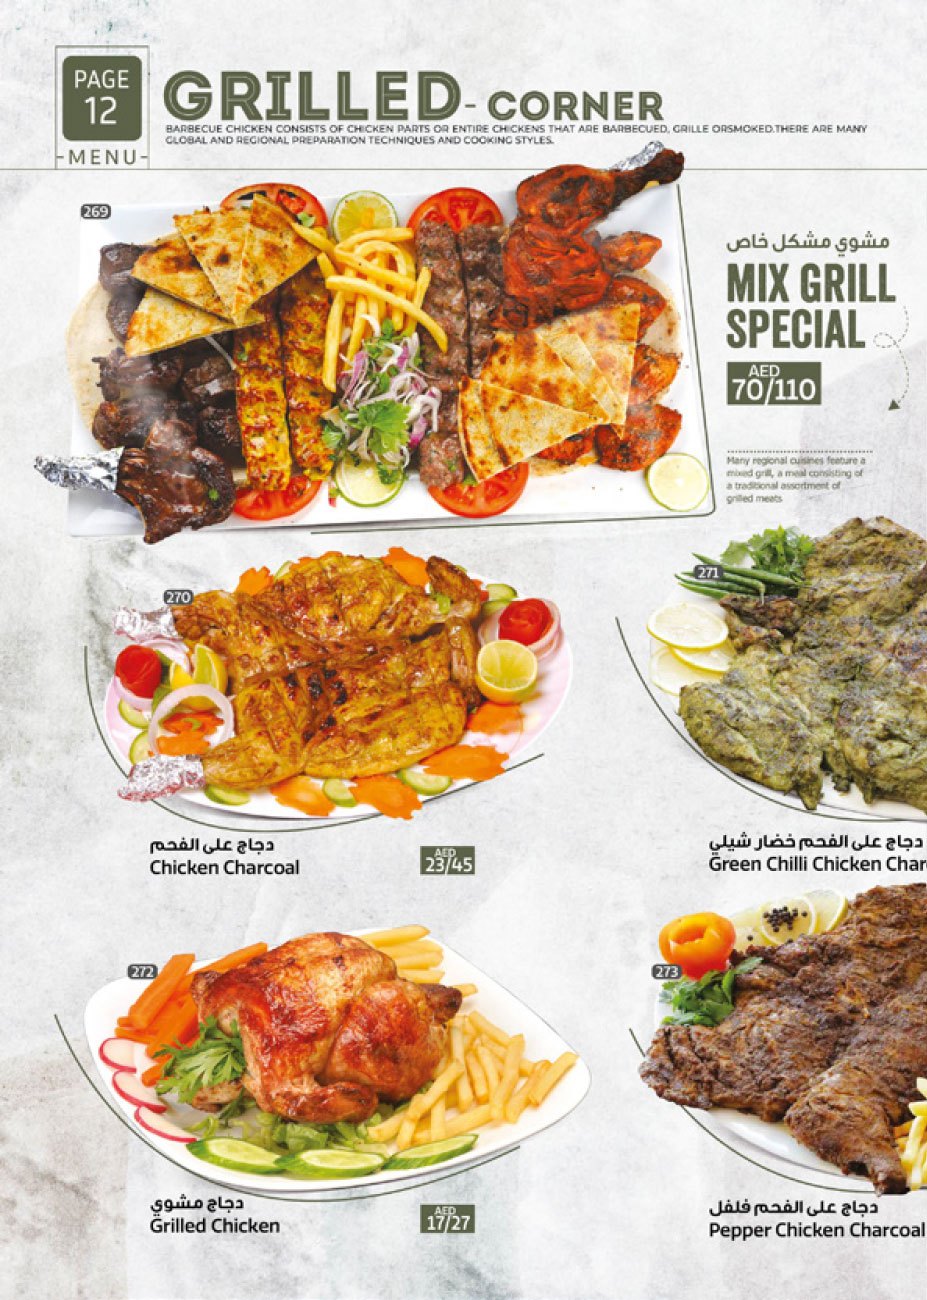 PAGE
12
-MENU-
GRILLED- CORNER
BARBECUE CHICKEN CONSISTS OF CHICKEN PARTS OR ENTIRE CHICKENS THAT ARE BARBECUED, GRILLE ORSMOKED.THERE ARE MANY
GLOBAL AND REGIONAL PREPARATION TECHNIQUES AND COOKING STYLES.
269
مشوي مشكل خاص
MIX GRILL
SPECIAL
AED
70/110
Many regional cuisines feature a
mixed grill, a meal consisting of
a traditional assortment of
grilled meats
270
271
دجاج على الفحم
Chicken Charcoal
AED
23/45
دجاج على الفحم خضار شيلي
Green Chilli Chicken Char
272
273
دجاج مشوي
Grilled Chicken
AED
17/27
دجاج على الفحم فلفل
Pepper Chicken Charcoal